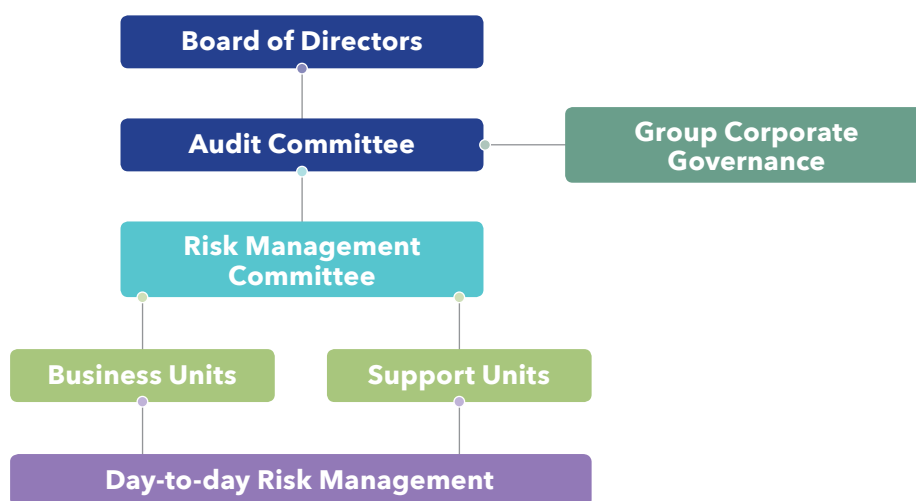 Board of Directors
Audit Committee
Group Corporate
Governance
Risk Management
Committee
Business Units
Support Units
Day-to-day Risk Management